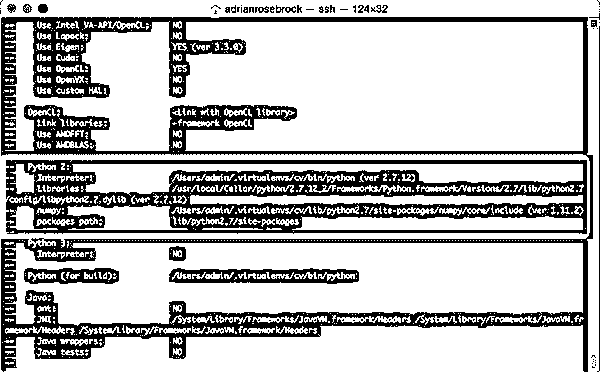 adrianrosebrock — ssh — 124×32
Use Intel VA-API/OpenCL: NO
Use Lapack: NO
Use Eigen: YES (ver 3.3.0)
Use Cuda: NO
Use OpenCL: YES
Use OpenVX: NO
Use custom HAL: NO
OpenCL: <Link with OpenCL library>
Link libraries: -framework OpenCL
Use AMDFFT: NO
Use AMDBLAS: NO
Python 2:
Interpreter: /Users/admin/.virtualenvs/cv/bin/python (ver 2.7.12)
Libraries: /usr/local/Cellar/python/2.7.12_2/Frameworks/Python.framework/Versions/2.7/lib/python2.7
/config/libpython2.7.dylib (ver 2.7.12)
numpy: /Users/admin/.virtualenvs/cv/lib/python2.7/site-packages/numpy/core/include (ver 1.11.2)
packages path: lib/python2.7/site-packages
Python 3:
Interpreter: NO
Python (for build): /Users/admin/.virtualenvs/cv/bin/python
Java:
ant: NO
JNI: /System/Library/Frameworks/JavaVM.framework/Headers /System/Library/Frameworks/JavaVM.fr
amework/Headers /System/Library/Frameworks/JavaVM.framework/Headers
Java wrappers: NO
Java tests: NO